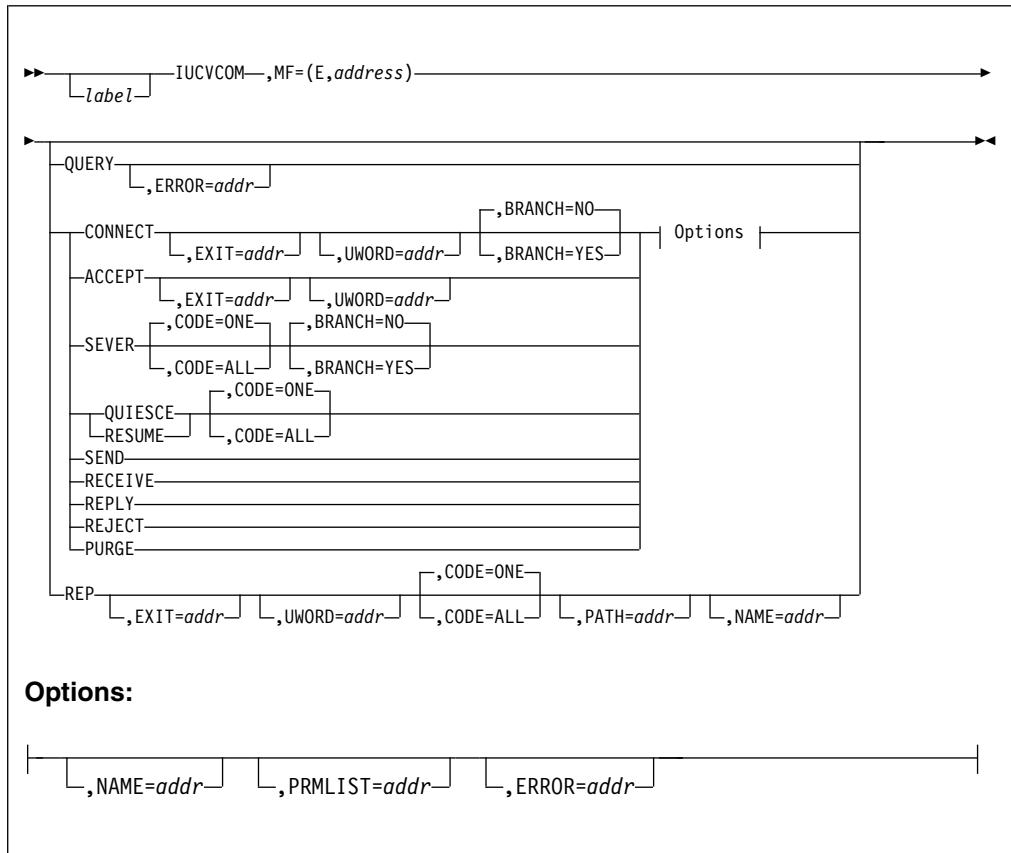 IUCVCOM ,MF=(E,address)
label
QUERY
,ERROR=addr
,BRANCH=NO
CONNECT
,EXIT=addr ,UWORD=addr ,BRANCH=YES Options
ACCEPT
,EXIT=addr ,UWORD=addr
,CODE=ONE ,BRANCH=NO
SEVER
,CODE=ALL ,BRANCH=YES
,CODE=ONE
QUIESCE
RESUME ,CODE=ALL
SEND
RECEIVE
REPLY
REJECT
PURGE
,CODE=ONE
REP
,EXIT=addr ,UWORD=addr ,CODE=ALL ,PATH=addr ,NAME=addr
Options:
,NAME=addr ,PRMLIST=addr ,ERROR=addr